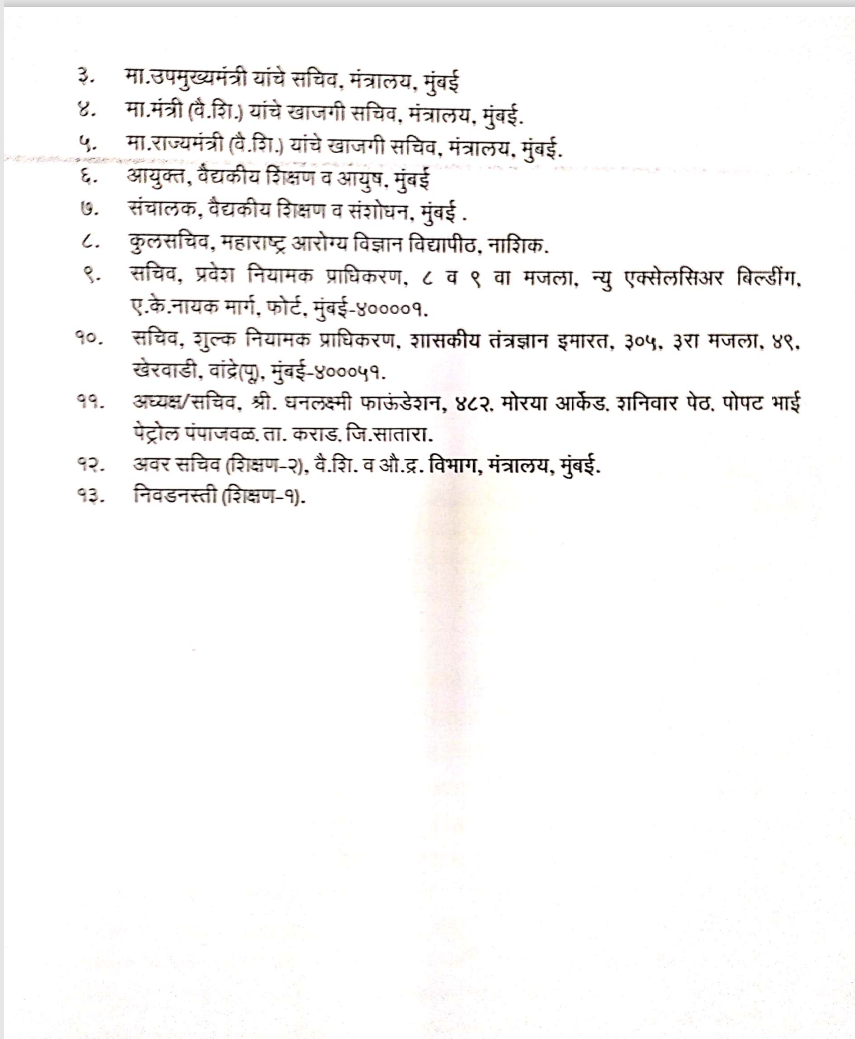 ३. मा.उपमुख्यमंत्री यांचे सचिव, मंत्रालय, मुंबई
४. मा.मंत्री (वै.शि.) यांचे खाजगी सचिव, मंत्रालय, मुंबई.
५. मा.राज्यमंत्री (वै.शि.) यांचे खाजगी सचिव, मंत्रालय, मुंबई.
६. आयुक्त, वैद्यकीय शिक्षण व आयुष, मुंबई
७. संचालक, वैद्यकीय शिक्षण व संशोधन, मुंबई .
८. कुलसचिव, महाराष्ट्र आरोग्य विज्ञान विद्यापीठ, नाशिक.
९. सचिव, प्रवेश नियामक प्राधिकरण, ८ व ९ वा मजला, न्यु एक्सेलसिअर बिल्डींग,
ए.के.नायक मार्ग, फोर्ट, मुंबई-४००००१.
१०. सचिव, शुल्क नियामक प्राधिकरण, शासकीय तंत्रज्ञान इमारत, ३०५, ३रा मजला, ४९,
खेरवाडी, वांद्रे(पू), मुंबई-४०००५१.
११. अध्यक्ष/सचिव, श्री. धनलक्ष्मी फाऊंडेशन, ४८२, मोरया आर्केड, शनिवार पेठ, पोपट भाई
पेट्रोल पंपाजवळ, ता. कराड, जि.सातारा.
१२. अवर सचिव (शिक्षण-२), वै.शि. व औ.द्र. विभाग, मंत्रालय, मुंबई.
१३. निवडनस्ती (शिक्षण-१).